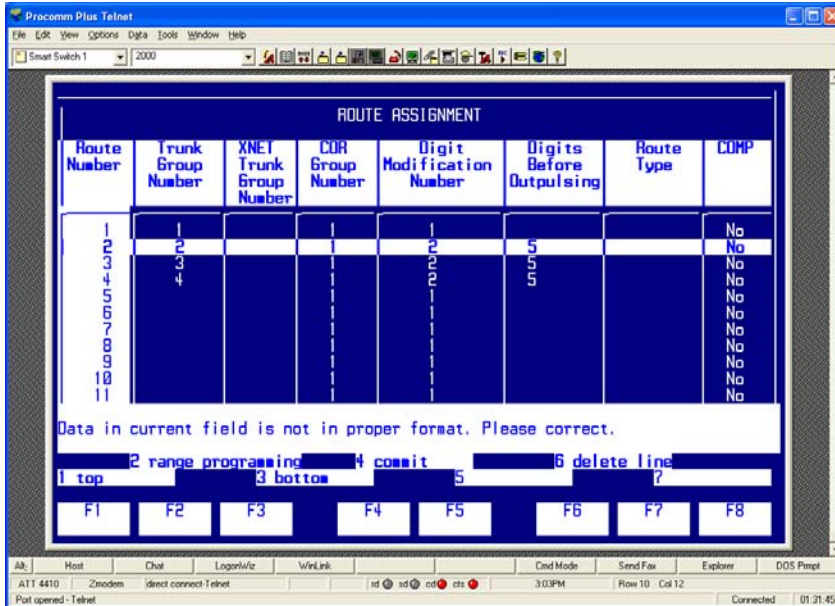 Procomm Plus Telnet
File Edit View Options Data Tools Window Help
Smart Switch 1 2000
ROUTE ASSIGNMENT
Route Number Trunk Group Number XNET Trunk Group Number COR Group Number Digit Modification Number Digits Before Outpulsing Route Type COMP
1 1 1 1 No
2 2 1 2 5 No
3 3 1 2 5 No
4 4 1 2 5 No
5 1 1 No
6 1 1 No
7 1 1 No
8 1 1 No
9 1 1 No
10 1 1 No
11 1 1 No
Data in current field is not in proper format. Please correct.
2 range programming 4 commit 6 delete line
1 top 3 bottom 5 7
F1 F2 F3 F4 F5 F6 F7 F8
Alt- Host Chat LogonWiz WinLink Cmd Mode Send Fax Explorer DOS Prmpt
ATT 4410 Zmodem direct connect-Telnet rd sd cd cts 3:03PM Row 10 Col 12
Port opened - Telnet Connected 01:31:45